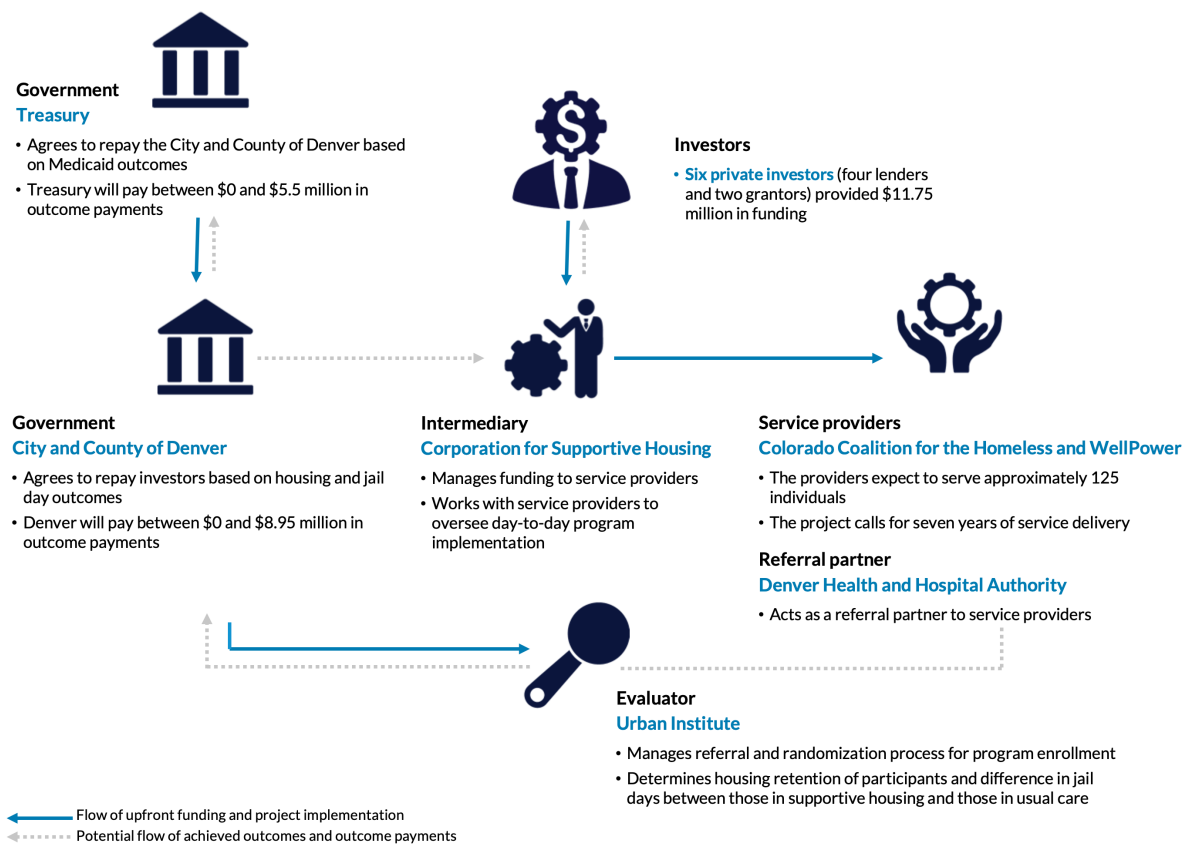 Government
Treasury
• Agrees to repay the City and County of Denver based
on Medicaid outcomes
• Treasury will pay between $0 and $5.5 million in
outcome payments
$
Investors
• Six private investors (four lenders
and two grantors) provided $11.75
million in funding
Government
City and County of Denver
• Agrees to repay investors based on housing and jail
day outcomes
• Denver will pay between $0 and $8.95 million in
outcome payments
Intermediary
Corporation for Supportive Housing
• Manages funding to service providers
• Works with service providers to
oversee day-to-day program
implementation
Service providers
Colorado Coalition for the Homeless and WellPower
• The providers expect to serve approximately 125
individuals
• The project calls for seven years of service delivery
Referral partner
Denver Health and Hospital Authority
• Acts as a referral partner to service providers
Evaluator
Urban Institute
• Manages referral and randomization process for program enrollment
• Determines housing retention of participants and difference in jail
days between those in supportive housing and those in usual care
Flow of upfront funding and project implementation
Potential flow of achieved outcomes and outcome payments